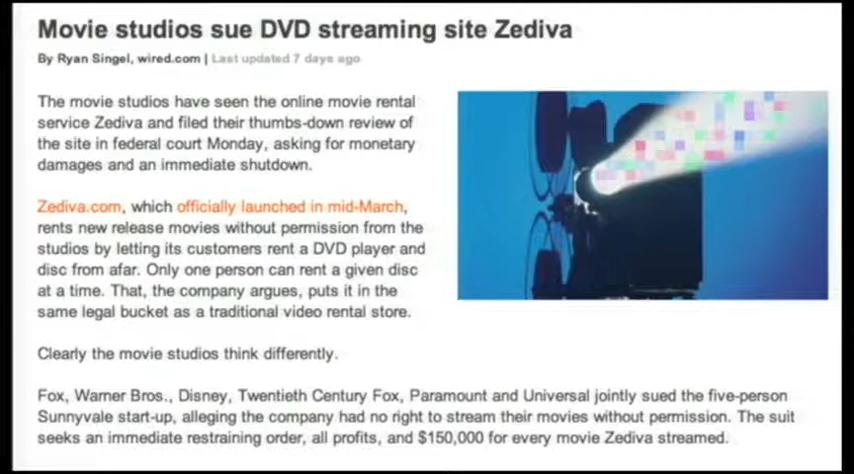 Movie studios sue DVD streaming site Zediva
By Ryan Singel, wired.com | Last updated 7 days ago
The movie studios have seen the online movie rental
service Zediva and filed their thumbs-down review of
the site in federal court Monday, asking for monetary
damages and an immediate shutdown.
Zediva.com, which officially launched in mid-March,
rents new release movies without permission from the
studios by letting its customers rent a DVD player and
disc from afar. Only one person can rent a given disc
at a time. That, the company argues, puts it in the
same legal bucket as a traditional video rental store.
Clearly the movie studios think differently.
Fox, Warner Bros., Disney, Twentieth Century Fox, Paramount and Universal jointly sued the five-person
Sunnyvale start-up, alleging the company had no right to stream their movies without permission. The suit
seeks an immediate restraining order, all profits, and $150,000 for every movie Zediva streamed.